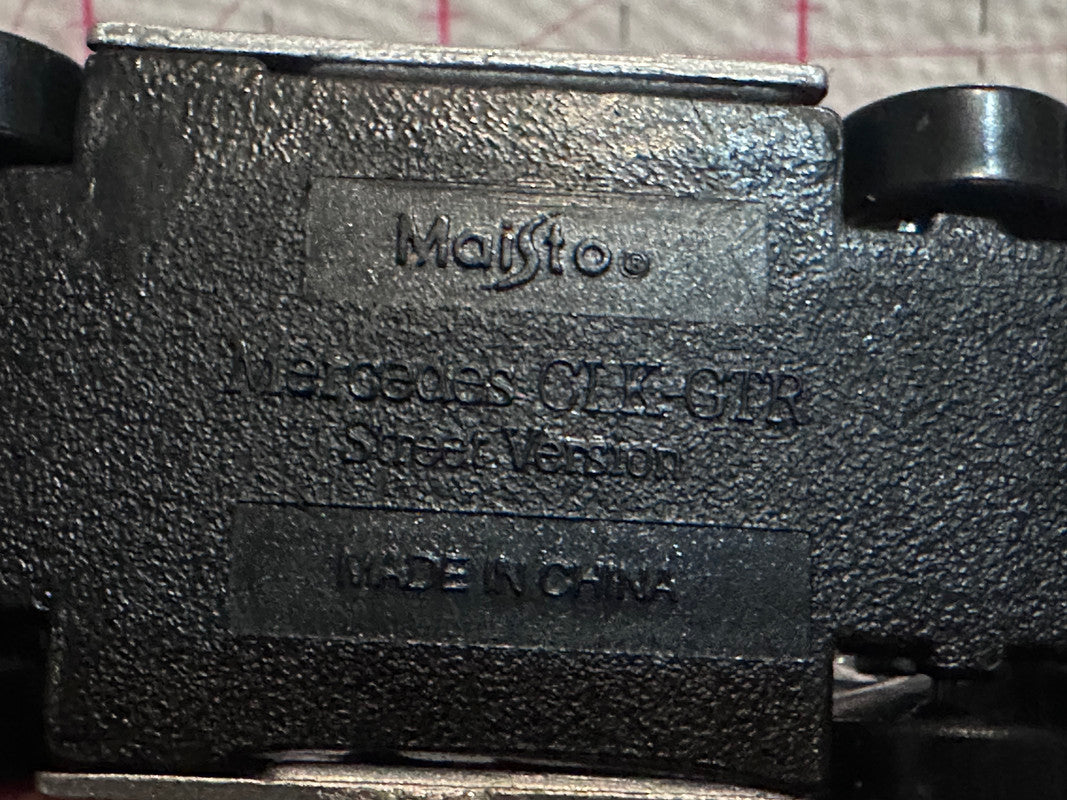 Maisto©
Mercedes CLK-GTR
Street Version
MADE IN CHINA